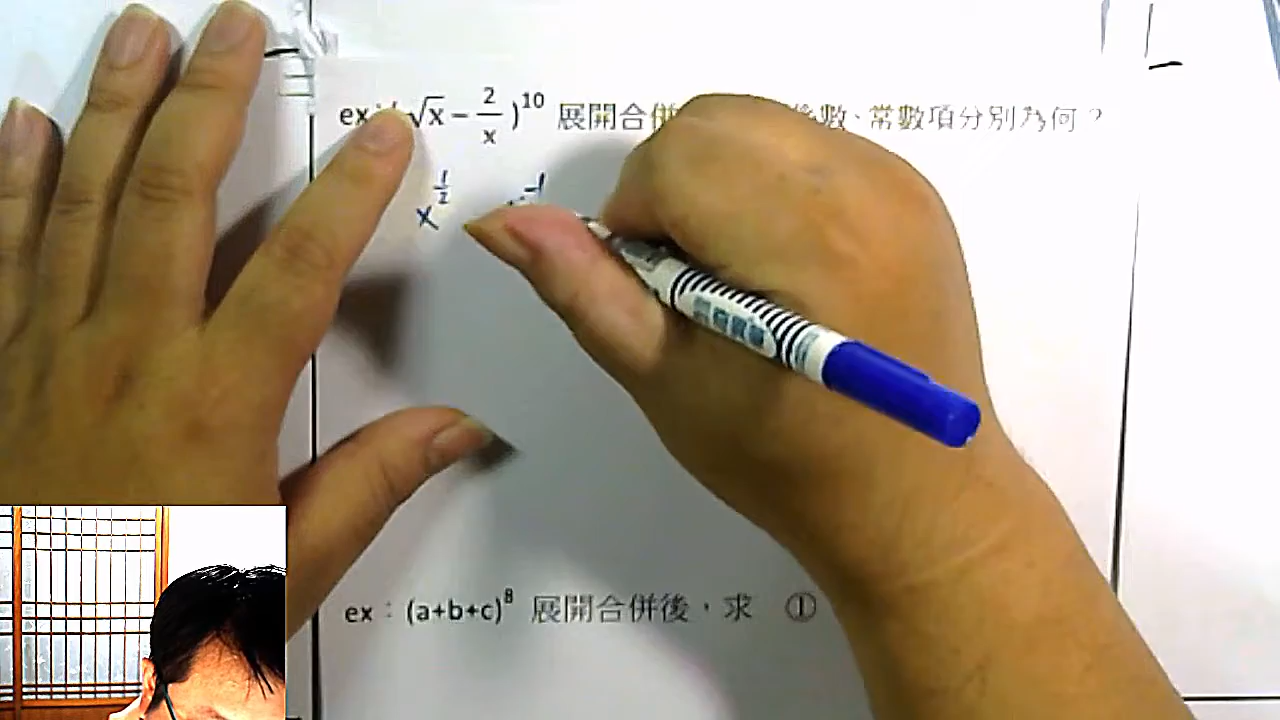 ex：(√x − 2/x )¹⁰ 展開合併 數、常數項分別為何？
x^½ ⁻¹
ex：(a+b+c)⁸ 展開合併後，求 ①